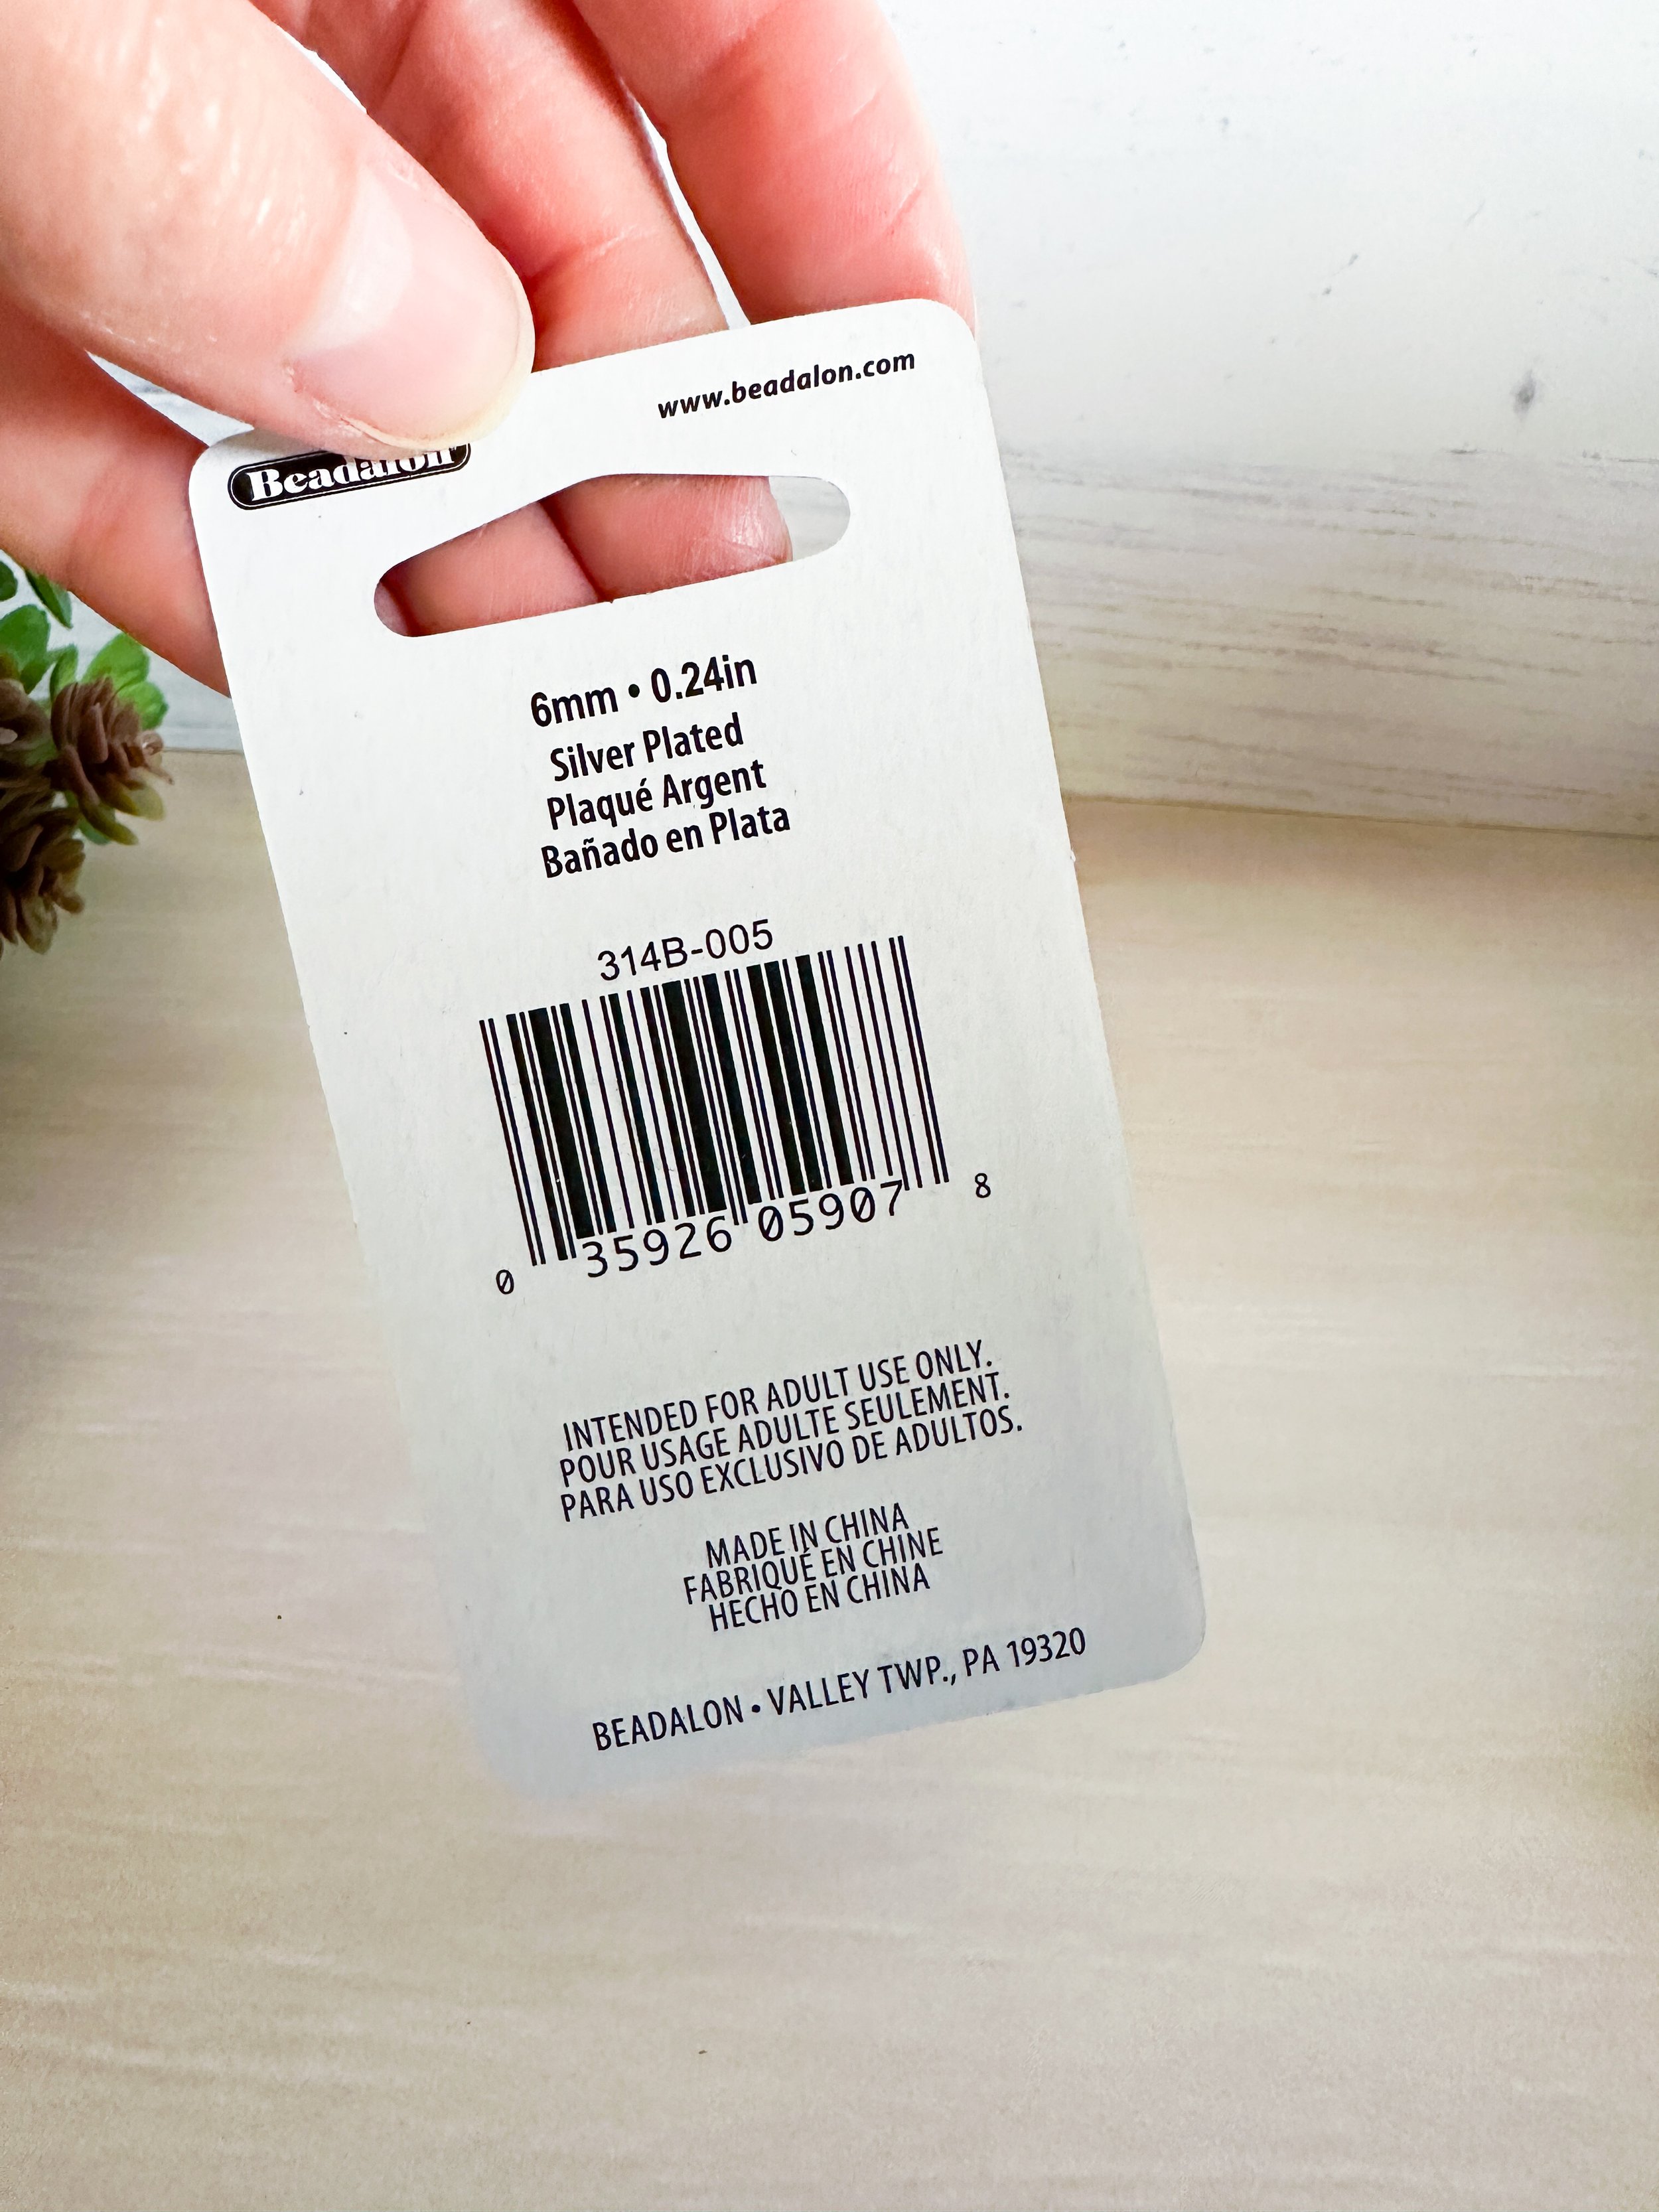 www.beadalon.com
Beadalon
6mm • 0.24in
Silver Plated
Plaqué Argent
Bañado en Plata
314B-005
0 35926 05907 8
INTENDED FOR ADULT USE ONLY.
POUR USAGE ADULTE SEULEMENT.
PARA USO EXCLUSIVO DE ADULTOS.
MADE IN CHINA
FABRIQUÉ EN CHINE
HECHO EN CHINA
BEADALON • VALLEY TWP., PA 19320